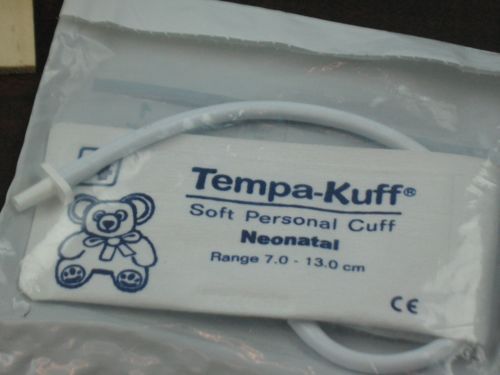 Tempa-Kuff®
Soft Personal Cuff
Neonatal
Range 7.0 - 13.0 cm
CE